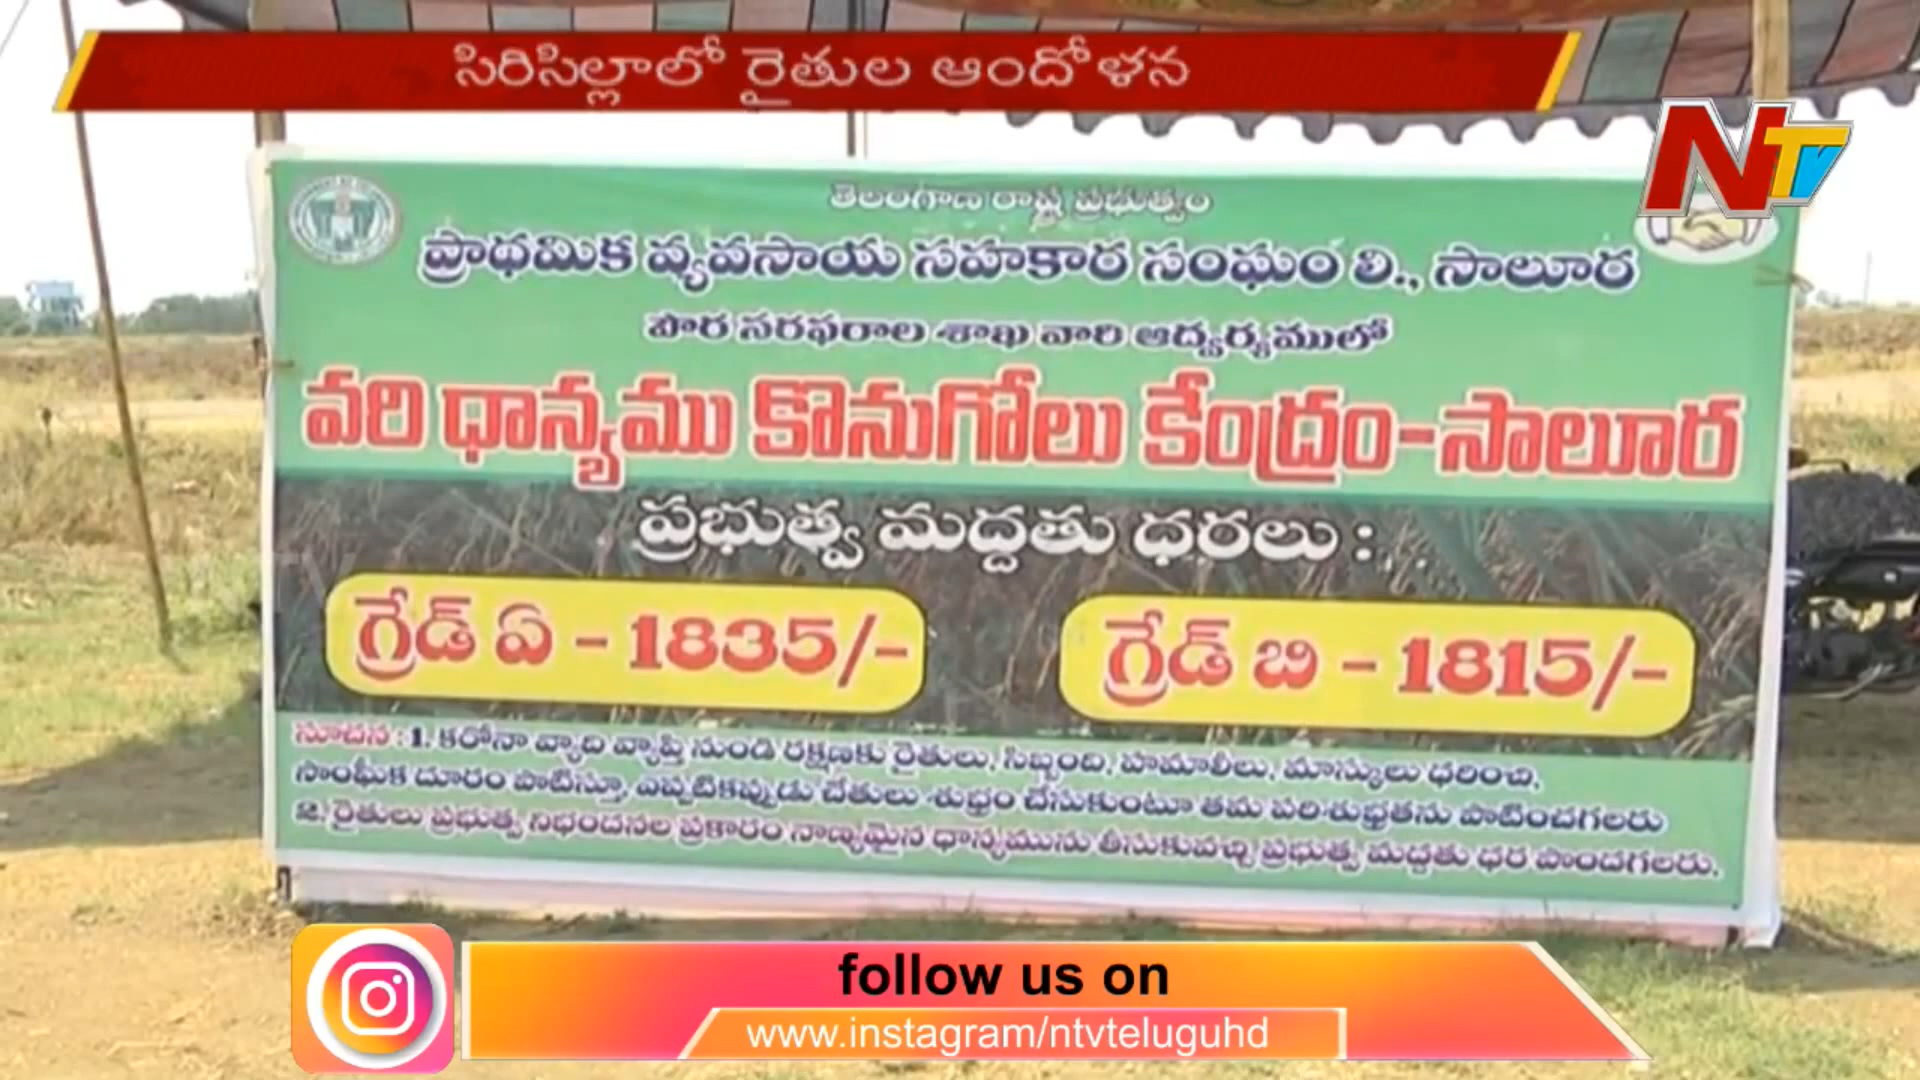 సిరిసిల్లాలో రైతుల ఆందోళన
NTV
తెలంగాణ రాష్ట్ర ప్రభుత్వం
ప్రాథమిక వ్యవసాయ సహకార సంఘం లి., సాలూర
పౌర సరఫరాల శాఖ వారి ఆద్వర్యములో
వరి ధాన్యము కొనుగోలు కేంద్రం-సాలూర
ప్రభుత్వ మద్దతు ధరలు :
గ్రేడ్ ఏ - 1835/-
గ్రేడ్ బి - 1815/-
సూచన : 1. కరోనా వ్యాది వ్యాప్తి నుండి రక్షణకు రైతులు, సిబ్బంది, హమాలీలు, మాస్కులు ధరించి,
సాంఘీక దూరం పాటిస్తూ, ఎప్పటికప్పుడు చేతులు శుభ్రం చేసుకుంటూ తమ పరిశుభ్రతను పాటించగలరు
2. రైతులు ప్రభుత్వ నిభందనల ప్రకారం నాణ్యమైన ధాన్యమును తీసుకువచ్చి ప్రభుత్వ మద్దతు ధర పొందగలరు.
follow us on
www.instagram/ntvteluguhd